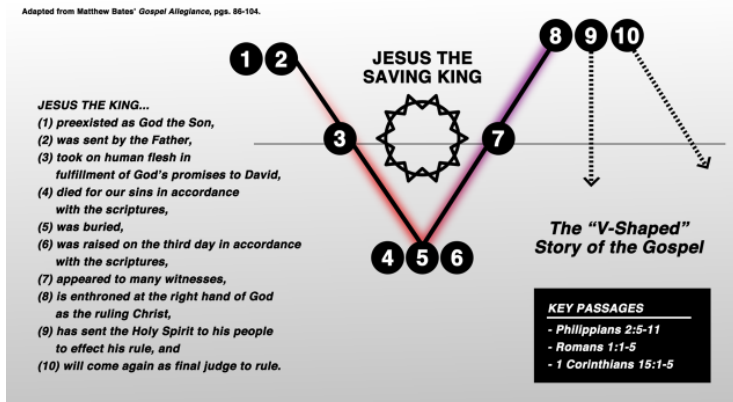 Adapted from Matthew Bates' Gospel Allegiance, pgs. 86-104.
1 2
JESUS THE
SAVING KING
8 9 10
3
7
4 5 6
JESUS THE KING...
(1) preexisted as God the Son,
(2) was sent by the Father,
(3) took on human flesh in
fulfillment of God's promises to David,
(4) died for our sins in accordance
with the scriptures,
(5) was buried,
(6) was raised on the third day in accordance
with the scriptures,
(7) appeared to many witnesses,
(8) is enthroned at the right hand of God
as the ruling Christ,
(9) has sent the Holy Spirit to his people
to effect his rule, and
(10) will come again as final judge to rule.
The "V-Shaped"
Story of the Gospel
KEY PASSAGES
- Philippians 2:5-11
- Romans 1:1-5
- 1 Corinthians 15:1-5